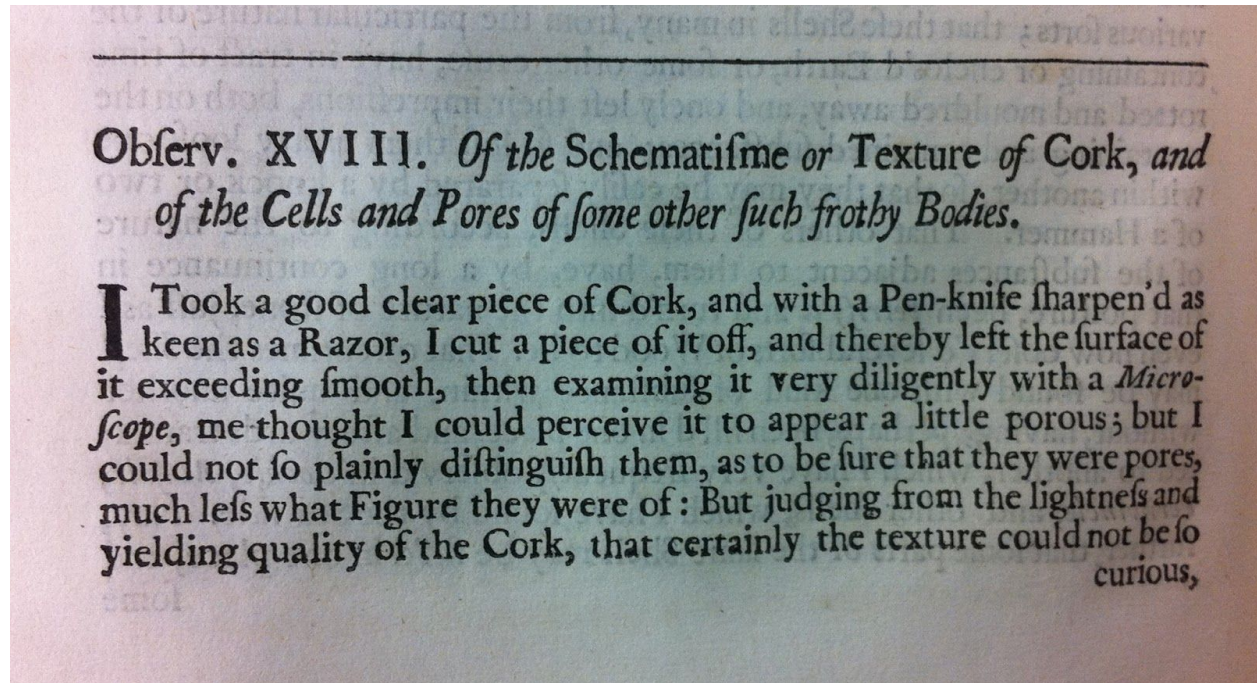 Obſerv. XVIII. Of the Schematiſme or Texture of Cork, and
of the Cells and Pores of ſome other ſuch frothy Bodies.
I Took a good clear piece of Cork, and with a Pen-knife ſharpen'd as
keen as a Razor, I cut a piece of it off, and thereby left the ſurface of
it exceeding ſmooth, then examining it very diligently with a Micro-
ſcope, me thought I could perceive it to appear a little porous; but I
could not ſo plainly diſtinguiſh them, as to be ſure that they were pores,
much leſs what Figure they were of: But judging from the lightneſs and
yielding quality of the Cork, that certainly the texture could not be ſo
curious,